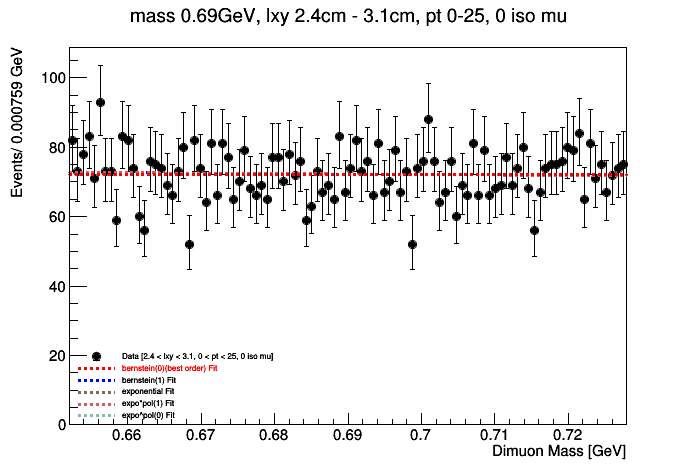 mass 0.69GeV, lxy 2.4cm - 3.1cm, pt 0-25, 0 iso mu
Events/ 0.000759 GeV
100
80
60
40
20
0
Data [2.4 < lxy < 3.1, 0 < pt < 25, 0 iso mu]
bernstein(0)(best order) Fit
bernstein(1) Fit
exponential Fit
expo*pol(1) Fit
expo*pol(0) Fit
0.66 0.67 0.68 0.69 0.7 0.71 0.72
Dimuon Mass [GeV]